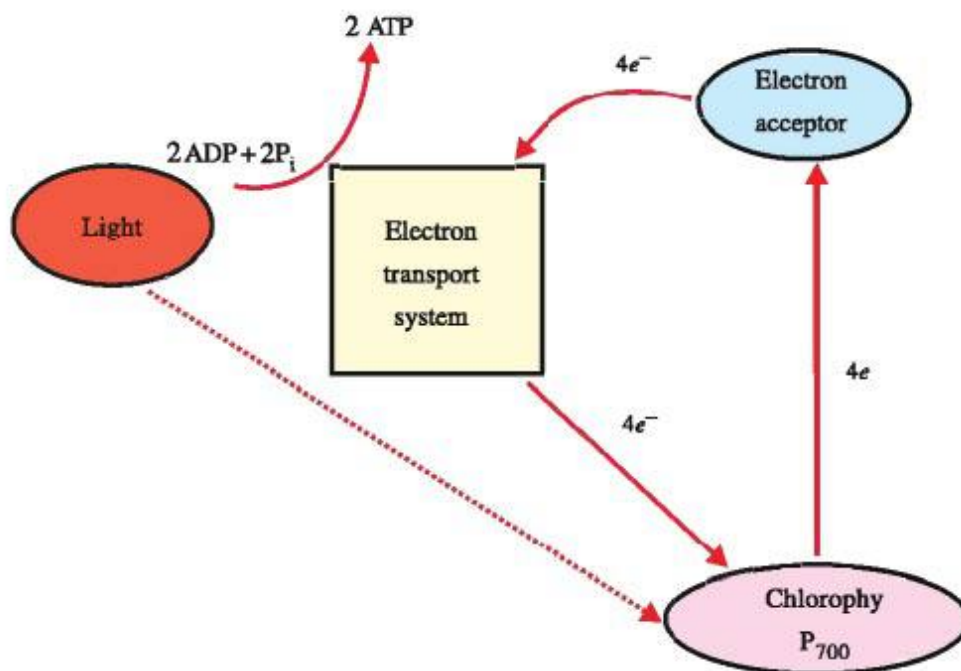 2 ATP
4e⁻
Electron
acceptor
2 ADP + 2Pᵢ
Light
Electron
transport
system
4e
4e⁻
Chlorophy
P₇₀₀